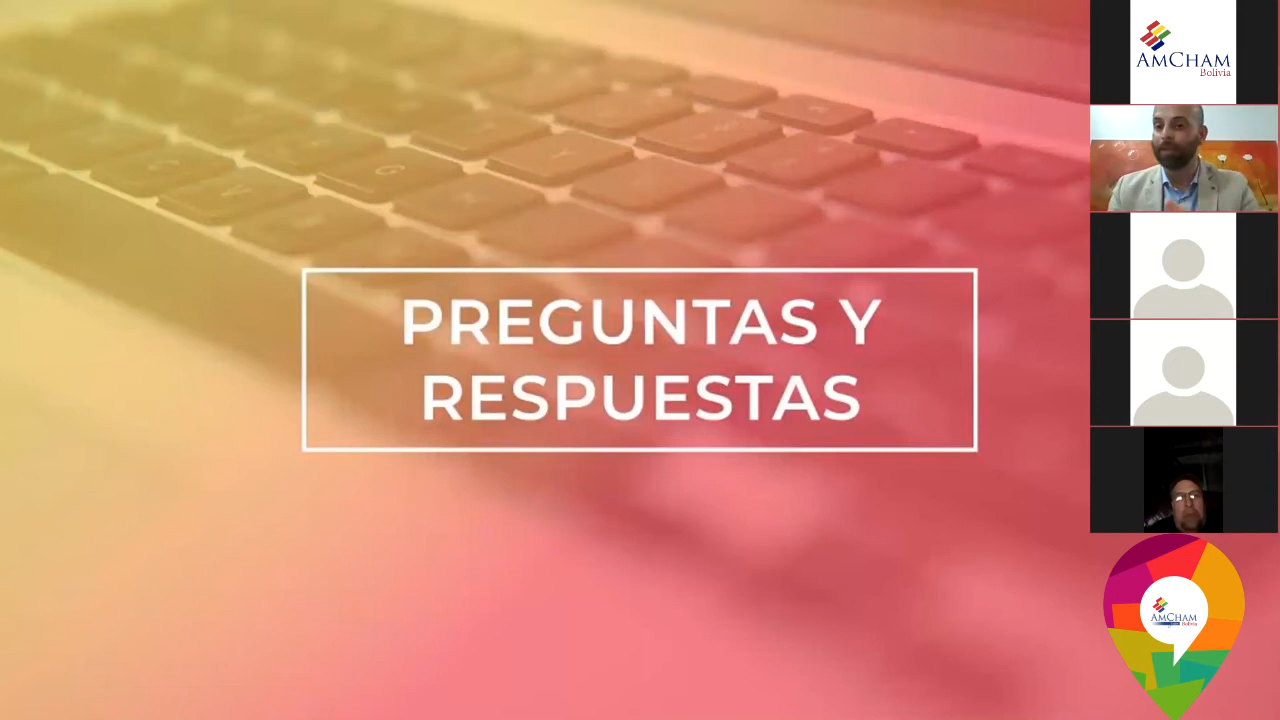 PREGUNTAS Y
RESPUESTAS
AMCHAM
Bolivia
AMCHAM
Bolivia